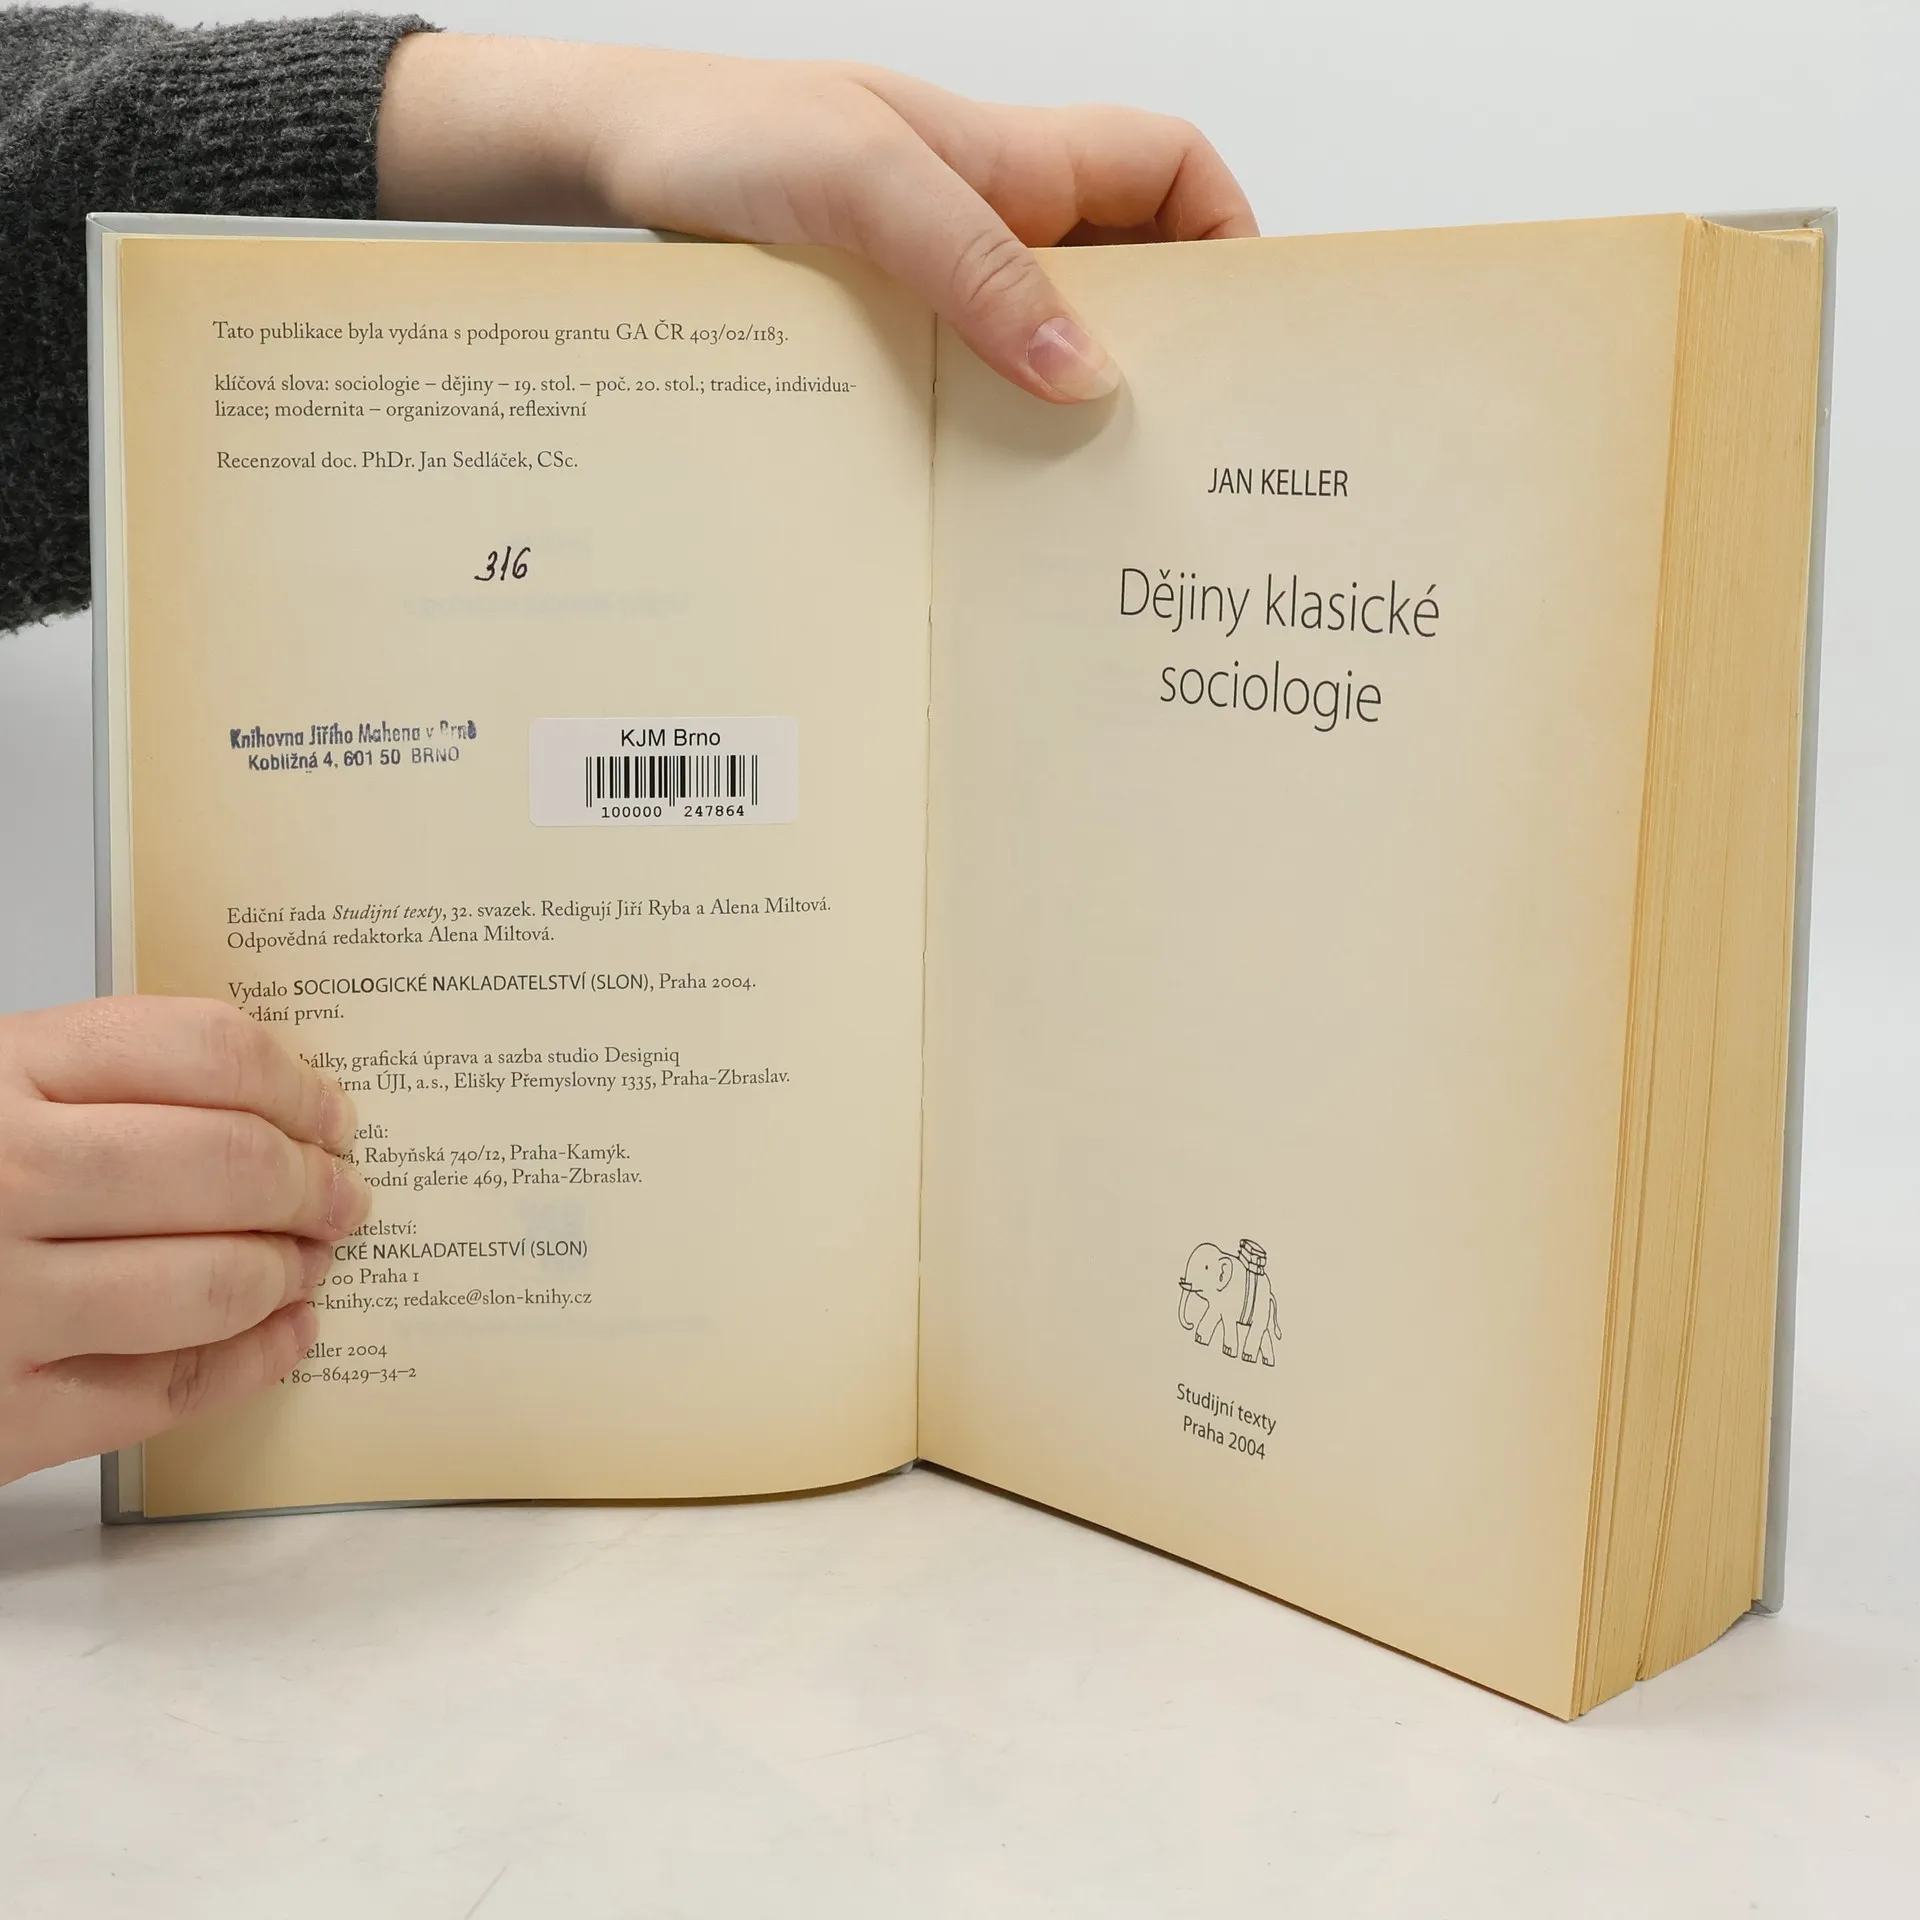 Tato publikace byla vydána s podporou grantu GA ČR 403/02/1183.
klíčová slova: sociologie – dějiny – 19. stol. – poč. 20. stol.; tradice, individua-
lizace; modernita – organizovaná, reflexivní
Recenzoval doc. PhDr. Jan Sedláček, CSc.
316
Knihovna Jiřího Mahena v Brně
Kobližná 4, 601 50 BRNO
KJM Brno
100000 247864
Ediční řada Studijní texty, 32. svazek. Redigují Jiří Ryba a Alena Miltová.
Odpovědná redaktorka Alena Miltová.
Vydalo SOCIOLOGICKÉ NAKLADATELSTVÍ (SLON), Praha 2004.
první.
grafická úprava a sazba studio Designiq
ÚJI, a.s., Elišky Přemyslovny 1335, Praha-Zbraslav.
Rabyňská 740/12, Praha-Kamýk.
galerie 469, Praha-Zbraslav.
NAKLADATELSTVÍ (SLON)
00 Praha 1
redakce@slon-knihy.cz
2004
80–86429–34–2
JAN KELLER
Dějiny klasické
sociologie
Studijní texty
Praha 2004